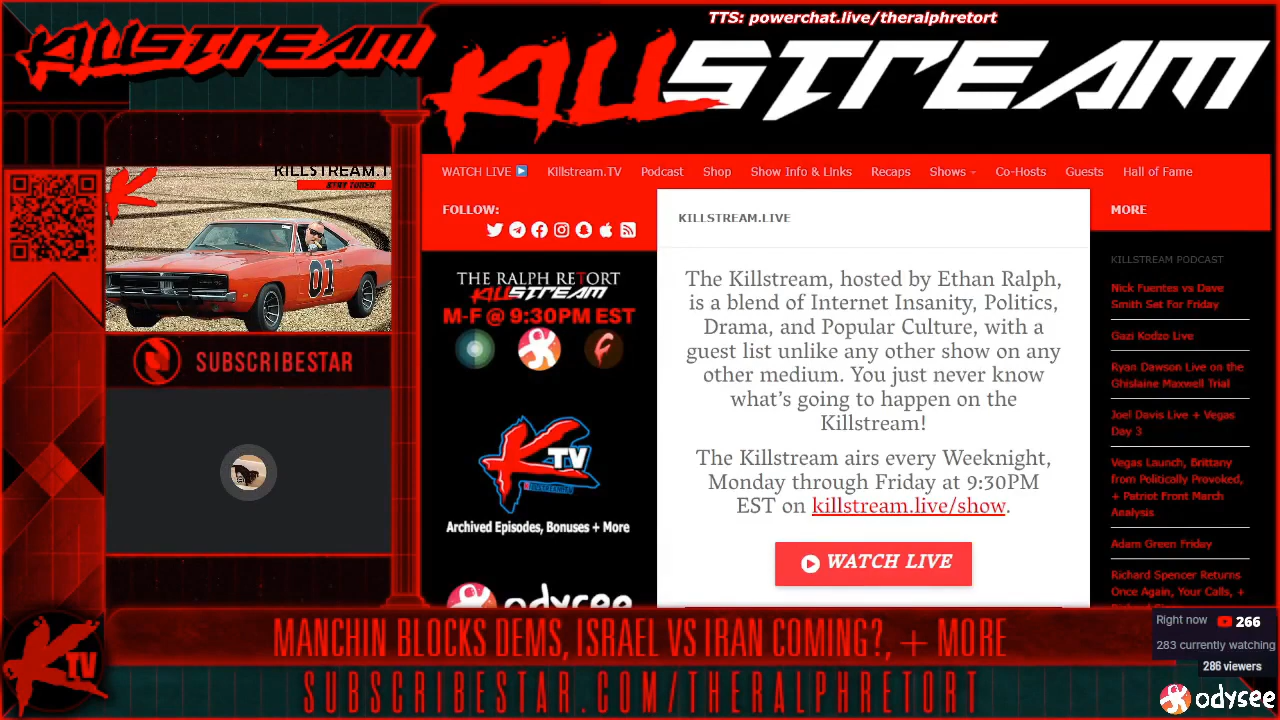 TTS: powerchat.live/theralphretort
KILLSTREAM
KILLSTREAM
WATCH LIVE Killstream.TV Podcast Shop Show Info & Links Recaps Shows Co-Hosts Guests Hall of Fame
KILLSTREAM.T
STAY TUNED
01
SUBSCRIBESTAR
FOLLOW:
THE RALPH RETORT
KILLSTREAM
M-F @ 9:30PM EST
K TV
Archived Episodes, Bonuses + More
odysee
KILLSTREAM.LIVE
The Killstream, hosted by Ethan Ralph,
is a blend of Internet Insanity, Politics,
Drama, and Popular Culture, with a
guest list unlike any other show on any
other medium. You just never know
what's going to happen on the
Killstream!
The Killstream airs every Weeknight,
Monday through Friday at 9:30PM
EST on killstream.live/show.
WATCH LIVE
MORE
KILLSTREAM PODCAST
Nick Fuentes vs Dave
Smith Set For Friday
Gazi Kodzo Live
Ryan Dawson Live on the
Ghislaine Maxwell Trial
Joel Davis Live + Vegas
Day 3
Vegas Launch, Brittany
from Politically Provoked,
+ Patriot Front March
Analysis
Adam Green Friday
Richard Spencer Returns
Once Again, Your Calls, +
K TV
MANCHIN BLOCKS DEMS, ISRAEL VS IRAN COMING?, + MORE
SUBSCRIBESTAR.COM/THERALPHRETORT
Right now 266
283 currently watching
286 viewers
odysee